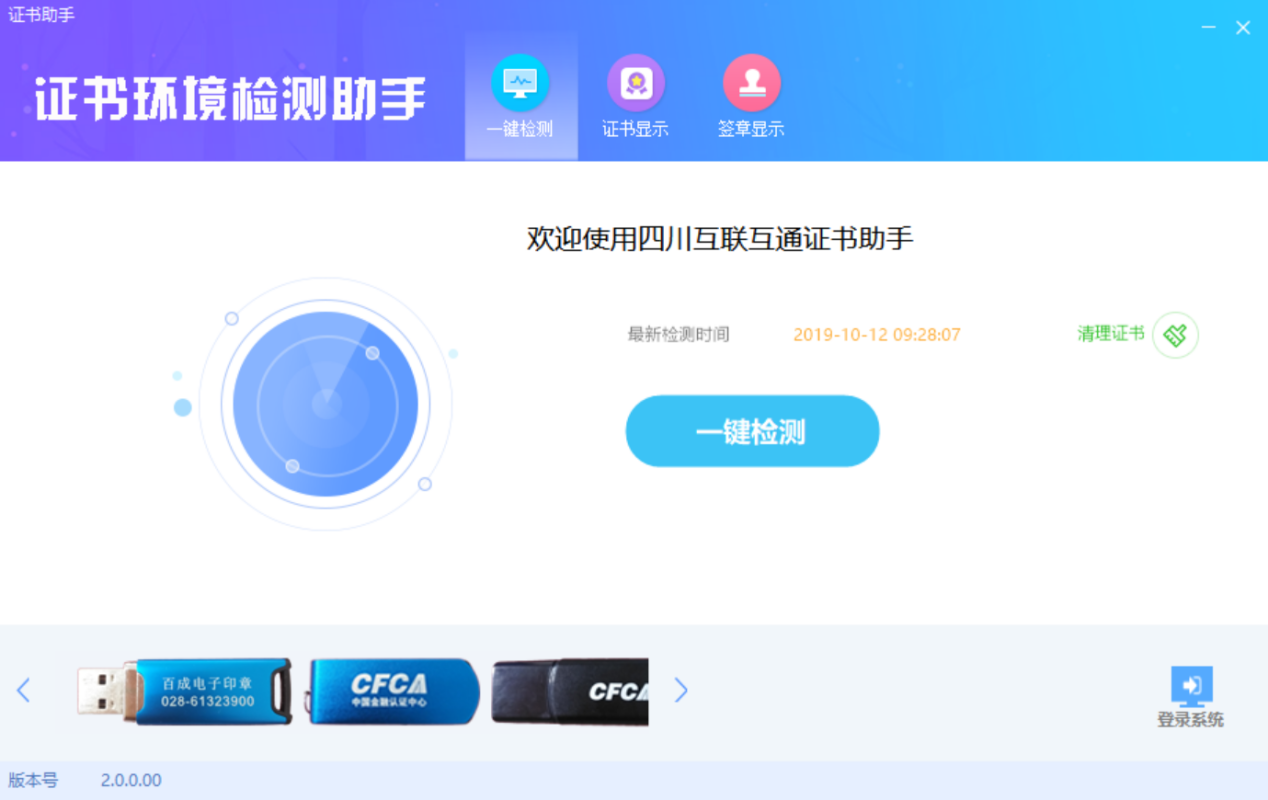 证书助手
证书环境检测助手
一键检测
证书显示
签章显示
欢迎使用四川互联互通证书助手
最新检测时间 2019-10-12 09:28:07
清理证书
一键检测
百成电子印章
028-61323900
CFCA
中国金融认证中心
CFCA
登录系统
版本号 2.0.0.00